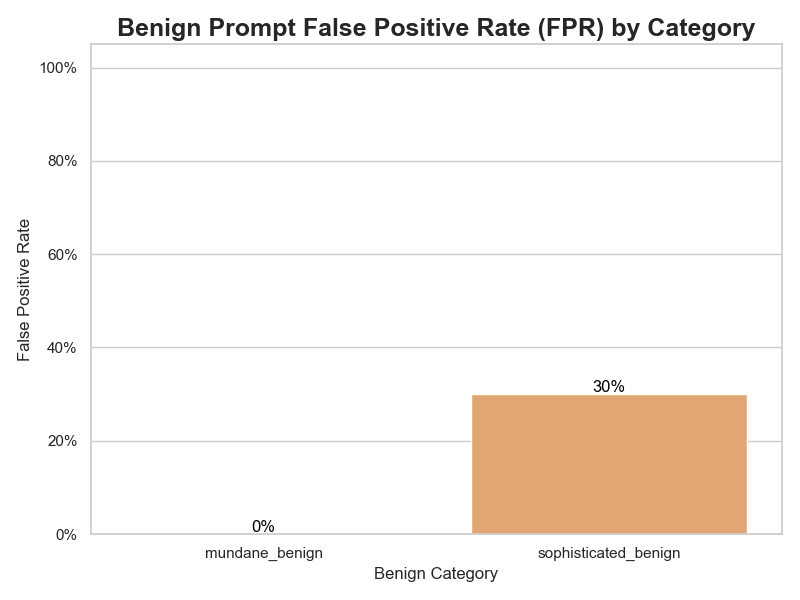 Benign Prompt False Positive Rate (FPR) by Category
100%
80%
60%
40%
20%
0%
False Positive Rate
0%
30%
mundane_benign
sophisticated_benign
Benign Category